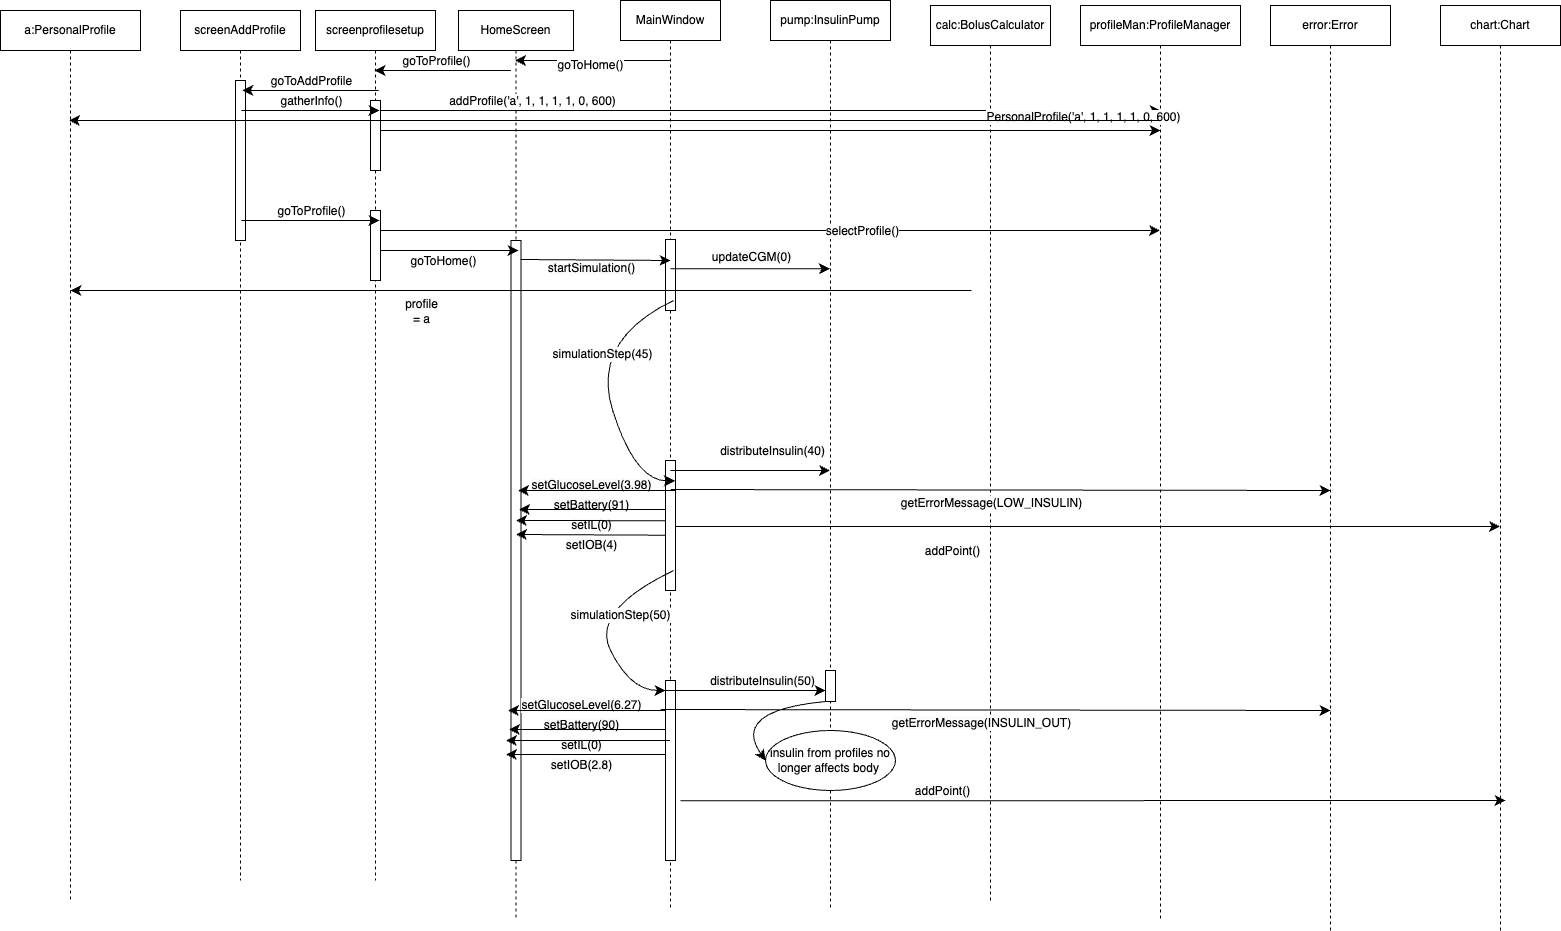 a:PersonalProfile
screenAddProfile
screenprofilesetup
HomeScreen
MainWindow
pump:InsulinPump
calc:BolusCalculator
profileMan:ProfileManager
error:Error
chart:Chart
goToProfile()
goToHome()
goToAddProfile
gatherInfo()
addProfile('a', 1, 1, 1, 1, 0, 600)
PersonalProfile('a', 1, 1, 1, 1, 0, 600)
goToProfile()
selectProfile()
goToHome()
startSimulation()
updateCGM(0)
profile
= a
simulationStep(45)
distributeInsulin(40)
setGlucoseLevel(3.98)
getErrorMessage(LOW_INSULIN)
setBattery(91)
setIL(0)
setIOB(4)
addPoint()
simulationStep(50)
distributeInsulin(50)
setGlucoseLevel(6.27)
getErrorMessage(INSULIN_OUT)
setBattery(90)
setIL(0)
setIOB(2.8)
insulin from profiles no
longer affects body
addPoint()